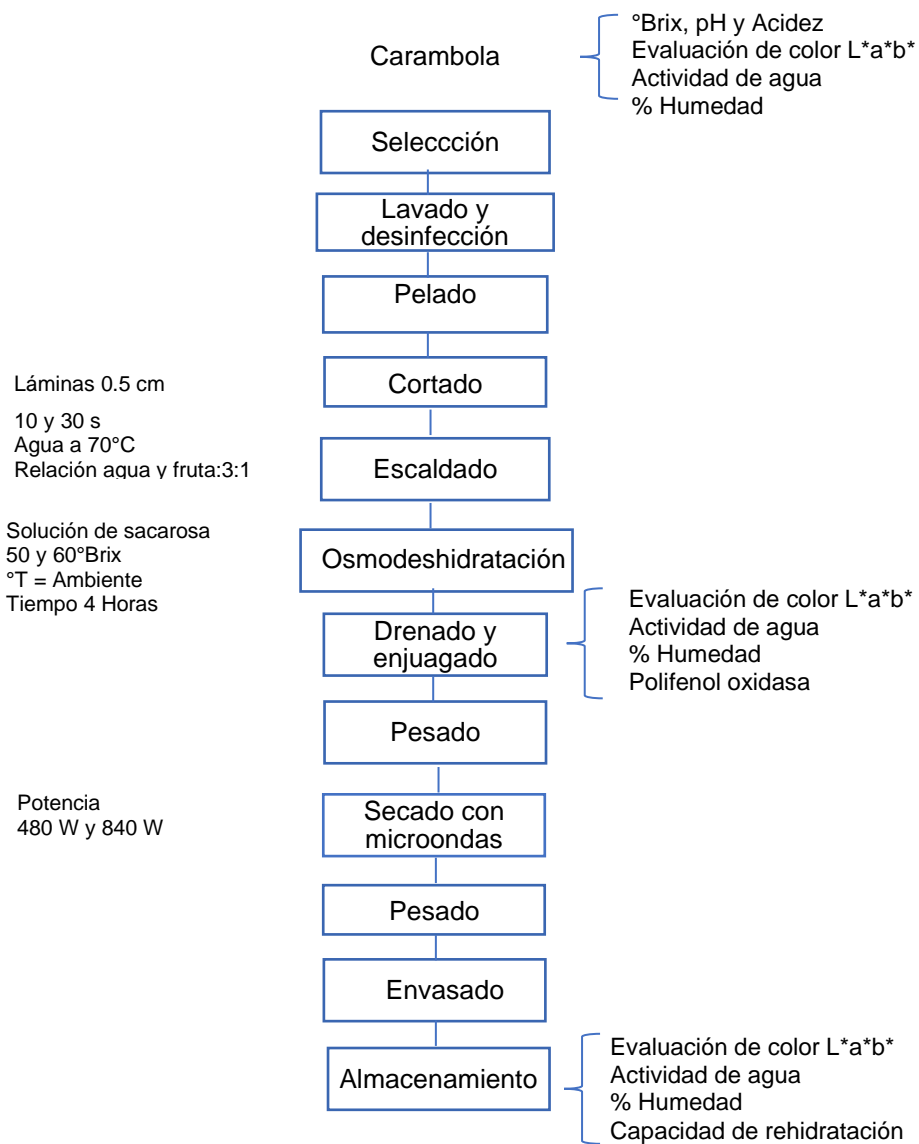 Carambola
°Brix, pH y Acidez
Evaluación de color L*a*b*
Actividad de agua
% Humedad
Seleccción
Lavado y
desinfección
Pelado
Láminas 0.5 cm
Cortado
10 y 30 s
Agua a 70°C
Relación agua y fruta:3:1
Escaldado
Solución de sacarosa
50 y 60°Brix
°T = Ambiente
Tiempo 4 Horas
Osmodeshidratación
Drenado y
enjuagado
Evaluación de color L*a*b*
Actividad de agua
% Humedad
Polifenol oxidasa
Pesado
Potencia
480 W y 840 W
Secado con
microondas
Pesado
Envasado
Almacenamiento
Evaluación de color L*a*b*
Actividad de agua
% Humedad
Capacidad de rehidratación